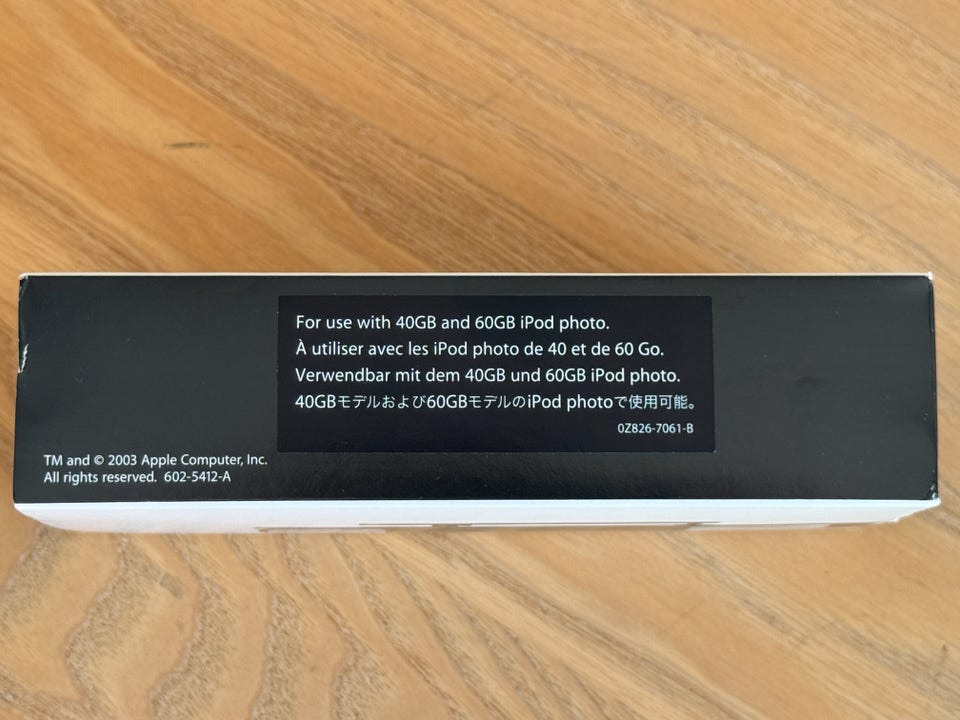 For use with 40GB and 60GB iPod photo.
À utiliser avec les iPod photo de 40 et de 60 Go.
Verwendbar mit dem 40GB und 60GB iPod photo.
40GBモデルおよび60GBモデルのiPod photoで使用可能。
0Z826-7061-B
TM and © 2003 Apple Computer, Inc.
All rights reserved. 602-5412-A